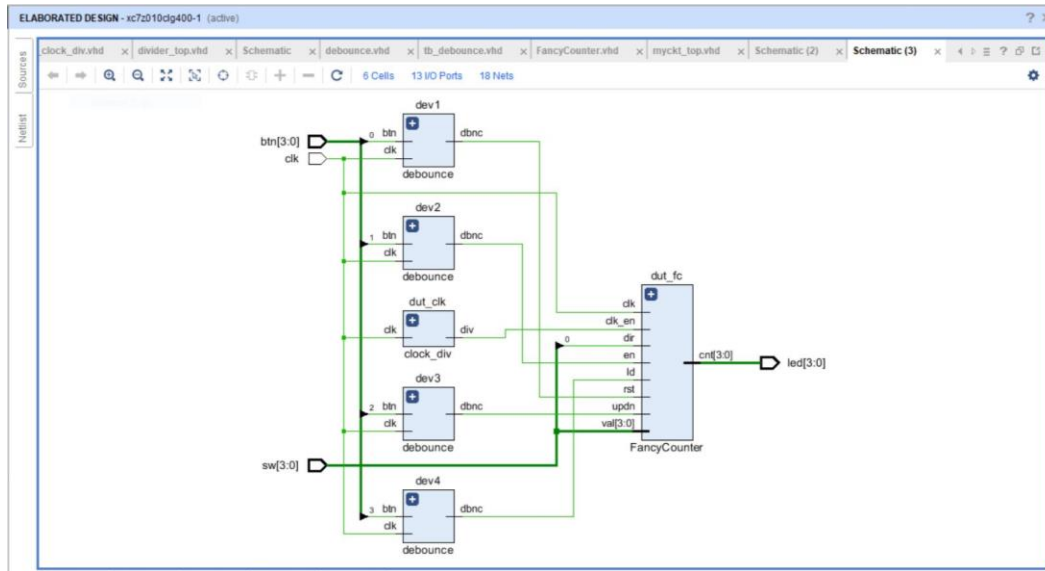 ELABORATED DESIGN - xc7z010clg400-1 (active)
?
Sources
Netlist
_clock_div.vhd × divider_top.vhd × Schematic × debounce.vhd × tb_debounce.vhd × FancyCounter.vhd × myckt_top.vhd × Schematic (2) × Schematic (3) ×
?
6 Cells 13 I/O Ports 18 Nets
dev1
btn[3:0]
0 btn dbnc
clk
clk
debounce
dev2
1 btn dbnc
clk
debounce
dut_fc
dut_clk
clk
clk div
clk_en
0 dir
clock_div
en
cnt[3:0]
led[3:0]
ld
dev3
rst
2 btn dbnc
updn
clk
val[3:0]
debounce
FancyCounter
sw[3:0]
dev4
3 btn dbnc
clk
debounce